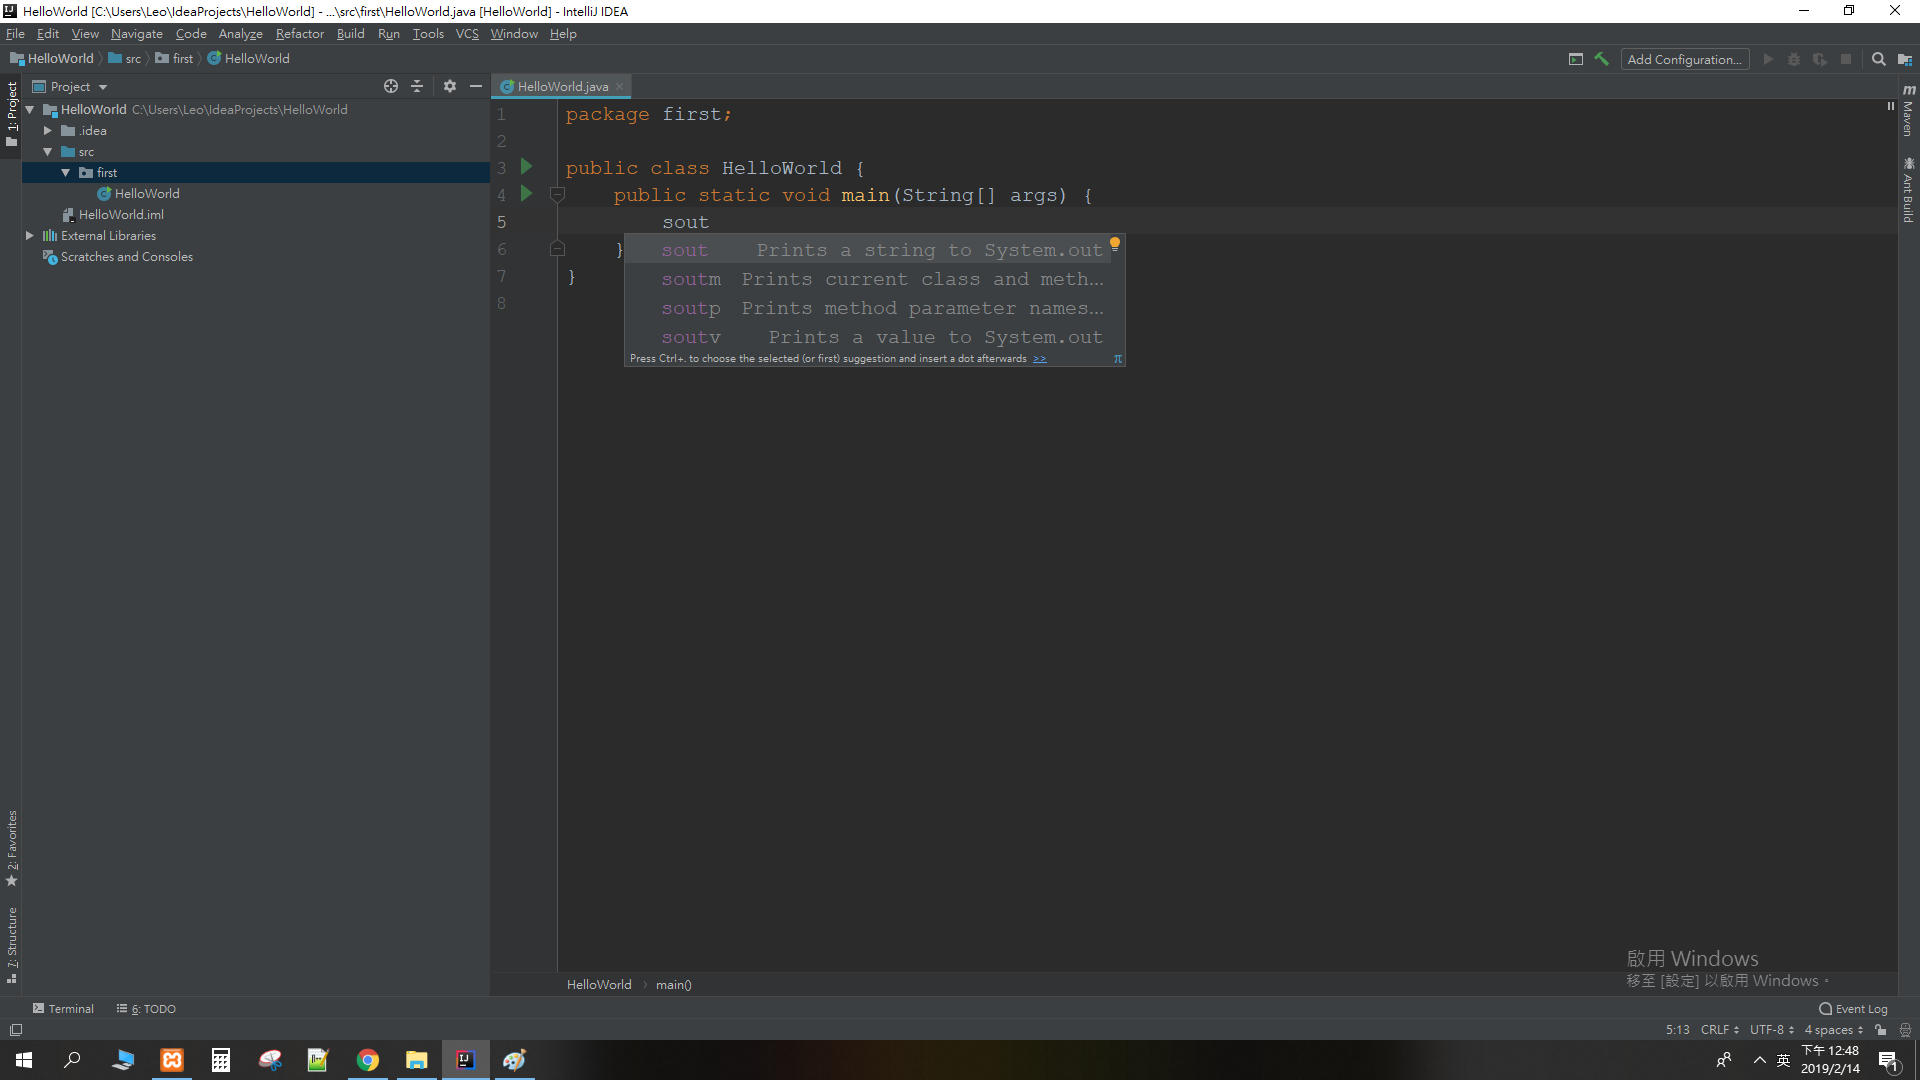 HelloWorld [C:\Users\Leo\IdeaProjects\HelloWorld] - ...\src\first\HelloWorld.java [HelloWorld] - IntelliJ IDEA
File Edit View Navigate Code Analyze Refactor Build Run Tools VCS Window Help
HelloWorld src first HelloWorld
Add Configuration...
1: Project
Project
HelloWorld C:\Users\Leo\IdeaProjects\HelloWorld
.idea
src
first
HelloWorld
HelloWorld.iml
External Libraries
Scratches and Consoles
HelloWorld.java
1 package first;
2
3 public class HelloWorld {
4 public static void main(String[] args) {
5 sout
6 }
7 }
8
sout Prints a string to System.out
soutm Prints current class and meth...
soutp Prints method parameter names...
soutv Prints a value to System.out
Press Ctrl+. to choose the selected (or first) suggestion and insert a dot afterwards >> π
m Maven
Ant Build
2: Favorites
7: Structure
啟用 Windows
移至 [設定] 以啟用 Windows。
HelloWorld main()
Terminal 6: TODO
Event Log
5:13 CRLF UTF-8 4 spaces
英
下午 12:48
2019/2/14
1